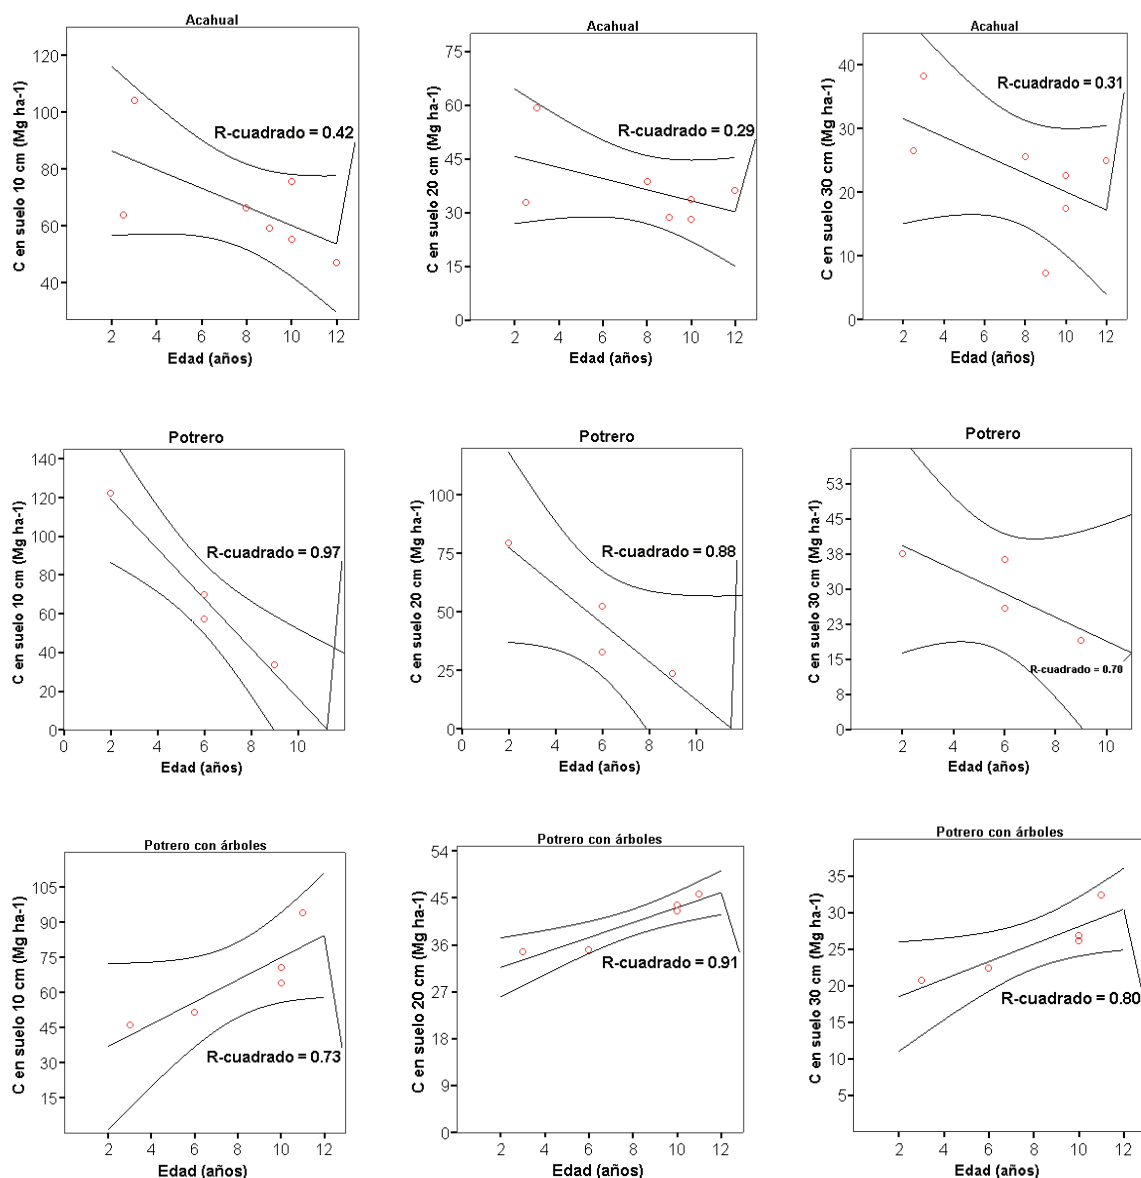 Acahual
C en suelo 10 cm (Mg ha-1)
120
100
80
60
40
R-cuadrado = 0.42
2 4 6 8 10 12
Edad (años)
Acahual
C en suelo 20 cm (Mg ha-1)
75
60
45
30
15
0
R-cuadrado = 0.29
2 4 6 8 10 12
Edad (años)
Acahual
C en suelo 30 cm (Mg ha-1)
40
30
20
10
0
R-cuadrado = 0.31
2 4 6 8 10 12
Edad (años)
Potrero
C en suelo 10 cm (Mg ha-1)
140
120
100
80
60
40
20
0
R-cuadrado = 0.97
0 2 4 6 8 10
Edad (años)
Potrero
C en suelo 20 cm (Mg ha-1)
100
75
50
25
0
R-cuadrado = 0.88
0 2 4 6 8 10
Edad (años)
Potrero
C en suelo 30 cm (Mg ha-1)
53
45
38
30
23
15
8
0
R-cuadrado = 0.70
2 4 6 8 10
Edad (años)
Potrero con árboles
C en suelo 10 cm (Mg ha-1)
105
90
75
60
45
30
15
R-cuadrado = 0.73
2 4 6 8 10 12
Edad (años)
Potrero con árboles
C en suelo 20 cm (Mg ha-1)
54
45
36
27
18
9
0
R-cuadrado = 0.91
2 4 6 8 10 12
Edad (años)
Potrero con árboles
C en suelo 30 cm (Mg ha-1)
35
30
25
20
15
10
5
R-cuadrado = 0.80
2 4 6 8 10 12
Edad (años)